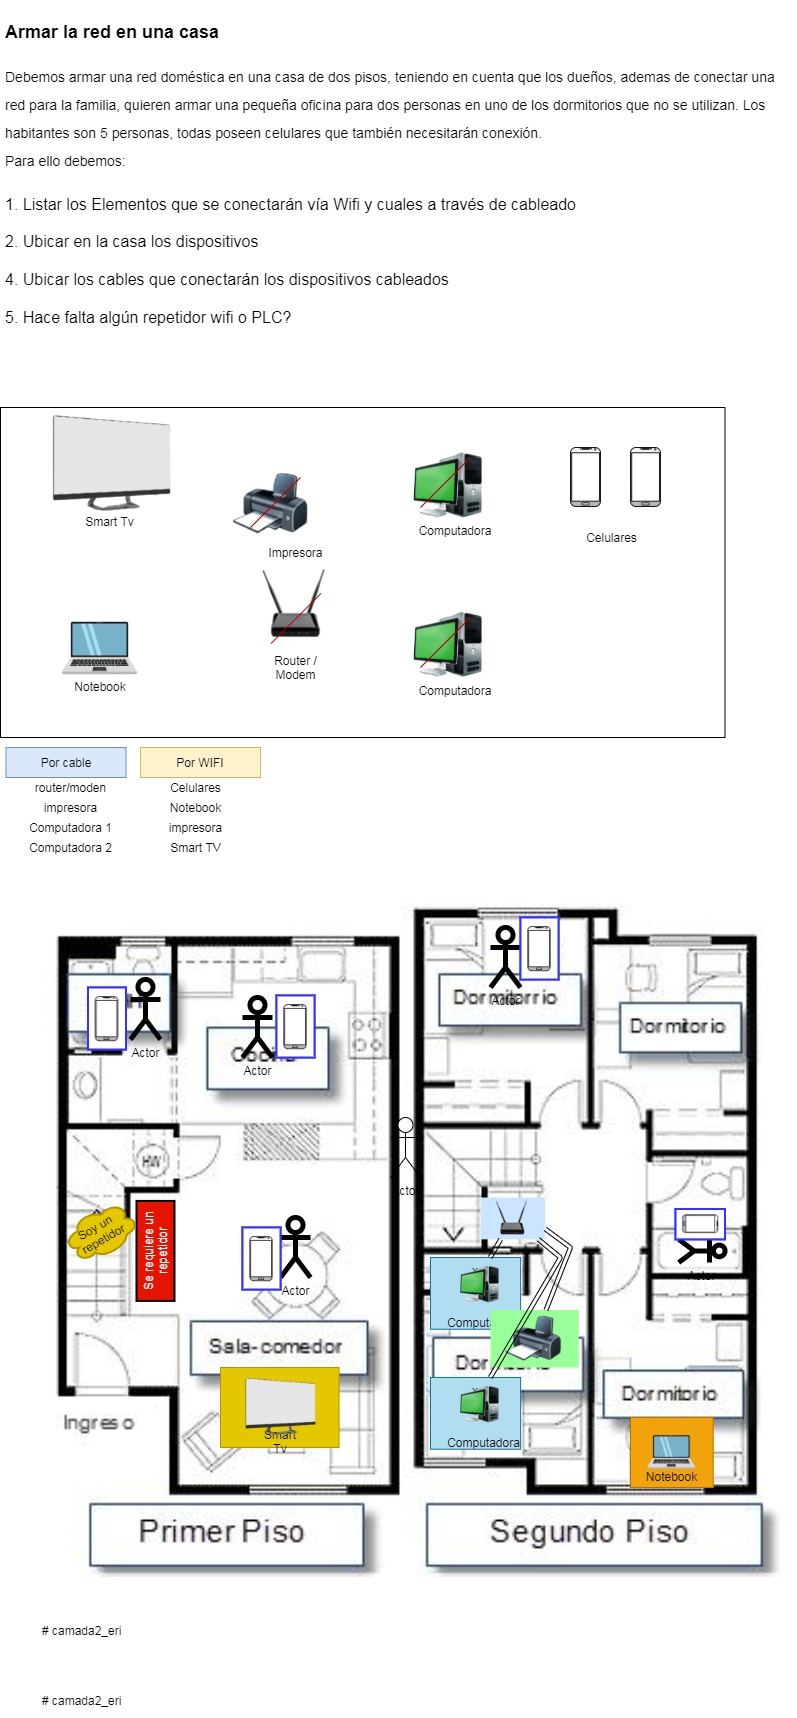 Armar la red en una casa
Debemos armar una red doméstica en una casa de dos pisos, teniendo en cuenta que los dueños, ademas de conectar una
red para la familia, quieren armar una pequeña oficina para dos personas en uno de los dormitorios que no se utilizan. Los
habitantes son 5 personas, todas poseen celulares que también necesitarán conexión.
Para ello debemos:
1. Listar los Elementos que se conectarán vía Wifi y cuales a través de cableado
2. Ubicar en la casa los dispositivos
4. Ubicar los cables que conectarán los dispositivos cableados
5. Hace falta algún repetidor wifi o PLC?
Smart Tv
Impresora
Computadora
Celulares
Notebook
Router /
Modem
Computadora
Por cable
Por WIFI
router/moden
Celulares
impresora
Notebook
Computadora 1
impresora
Computadora 2
Smart TV
Dormitorrio
Actor
Dormitorio
Actor
Cocina
Actor
HW
Actor
Soy un
repetidor
Se requiere un
repetidor
Actor
Actor
Comput
Sala-comedor
Dormitorio
Dormitorio
Ingreso
Smart
Tv
Computadora
Notebook
Primer Piso
Segundo Piso
# camada2_eri
# camada2_eri